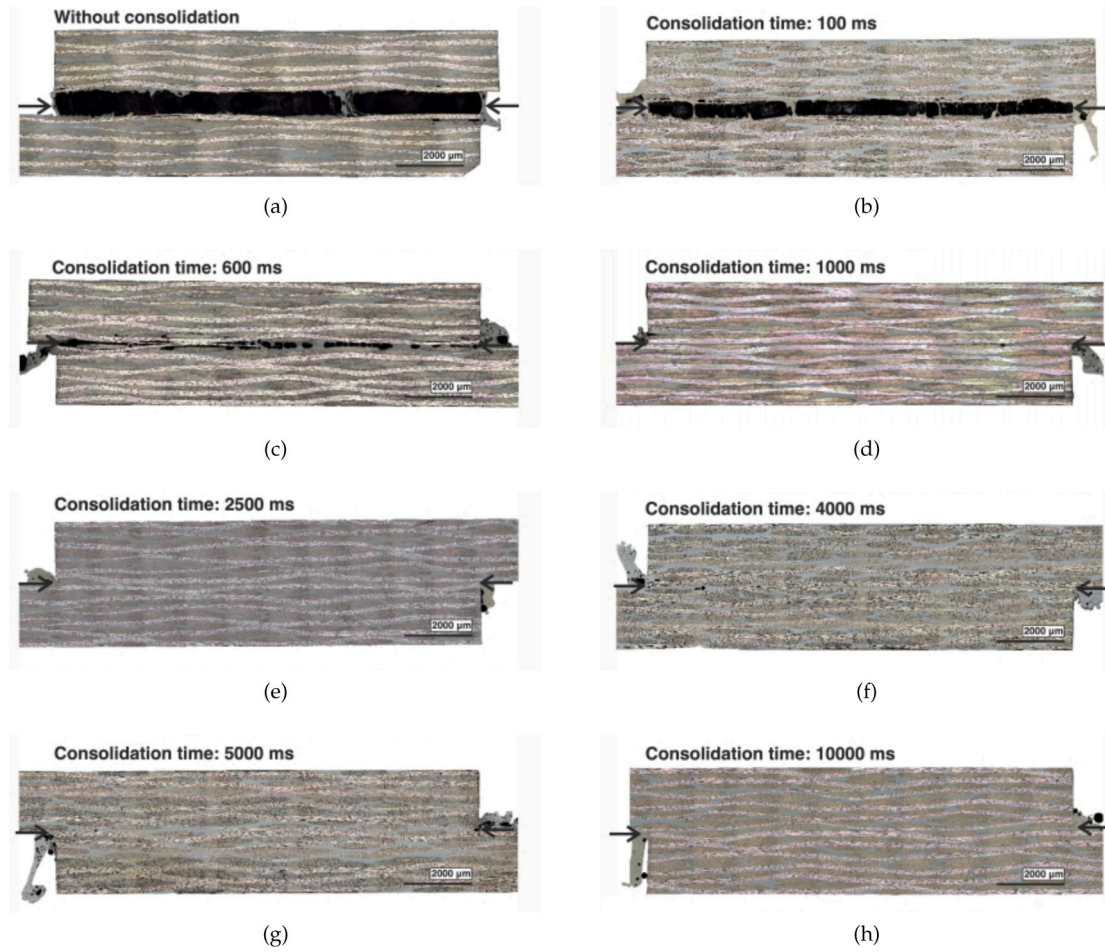 Without consolidation
2000 µm
(a)
Consolidation time: 100 ms
2000 µm
(b)
Consolidation time: 600 ms
2000 µm
(c)
Consolidation time: 1000 ms
2000 µm
(d)
Consolidation time: 2500 ms
2000 µm
(e)
Consolidation time: 4000 ms
2000 µm
(f)
Consolidation time: 5000 ms
2000 µm
(g)
Consolidation time: 10000 ms
2000 µm
(h)